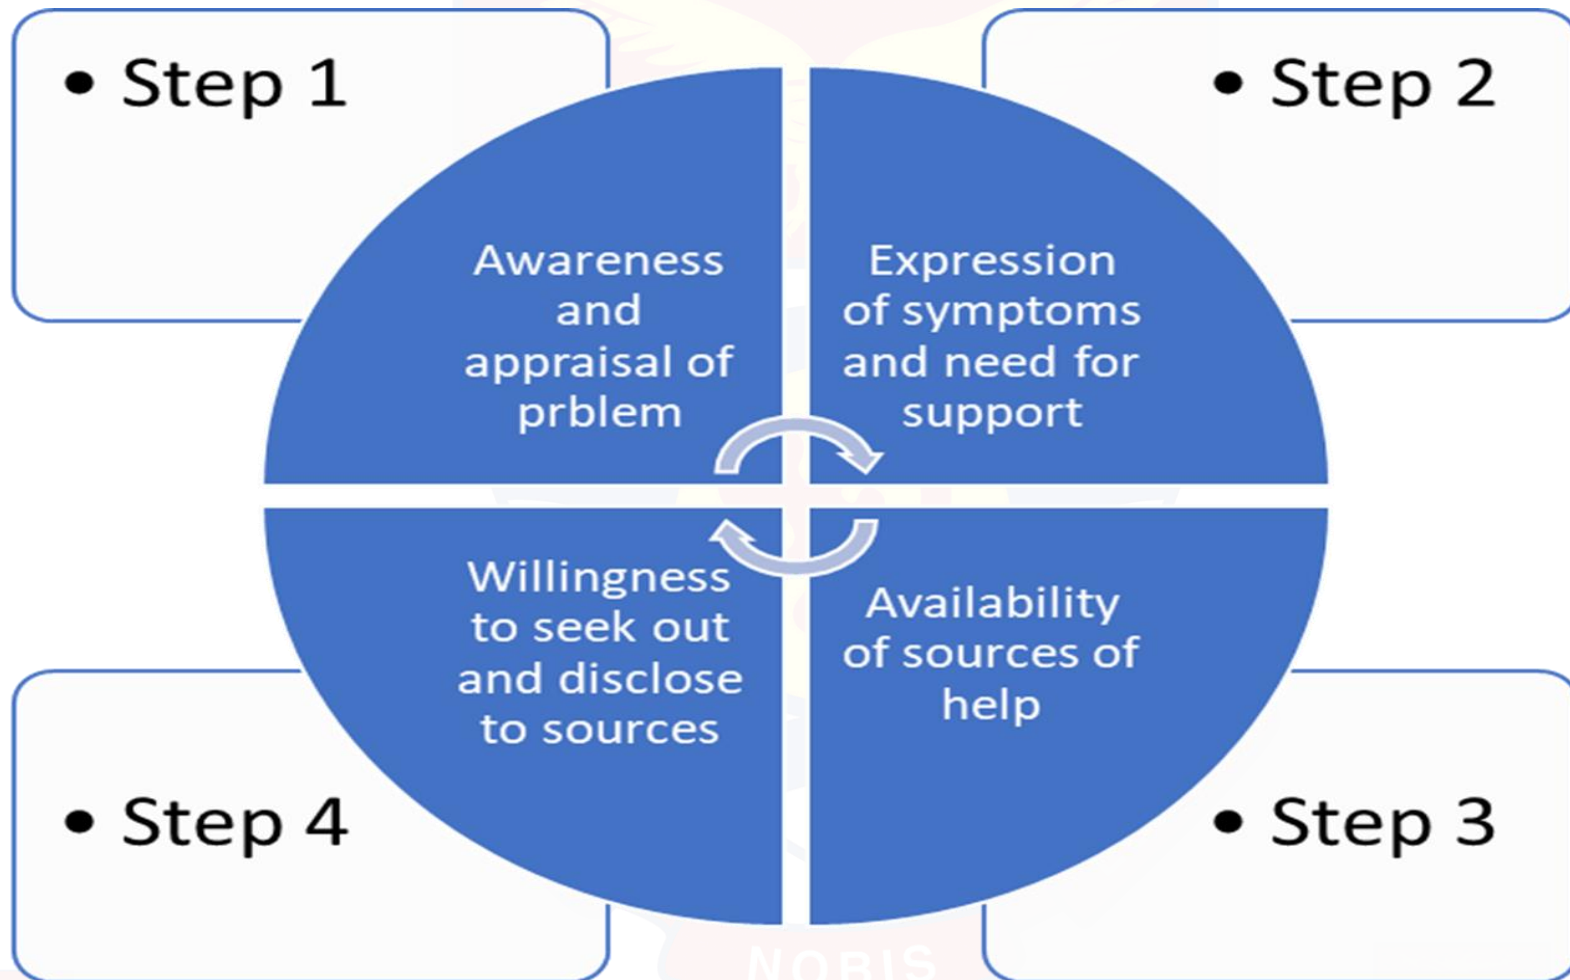 • Step 1
• Step 2
Awareness
and
appraisal of
prblem
Expression
of symptoms
and need for
support
Willingness
to seek out
and disclose
to sources
Availability
of sources of
help
• Step 4
• Step 3
NOBIS